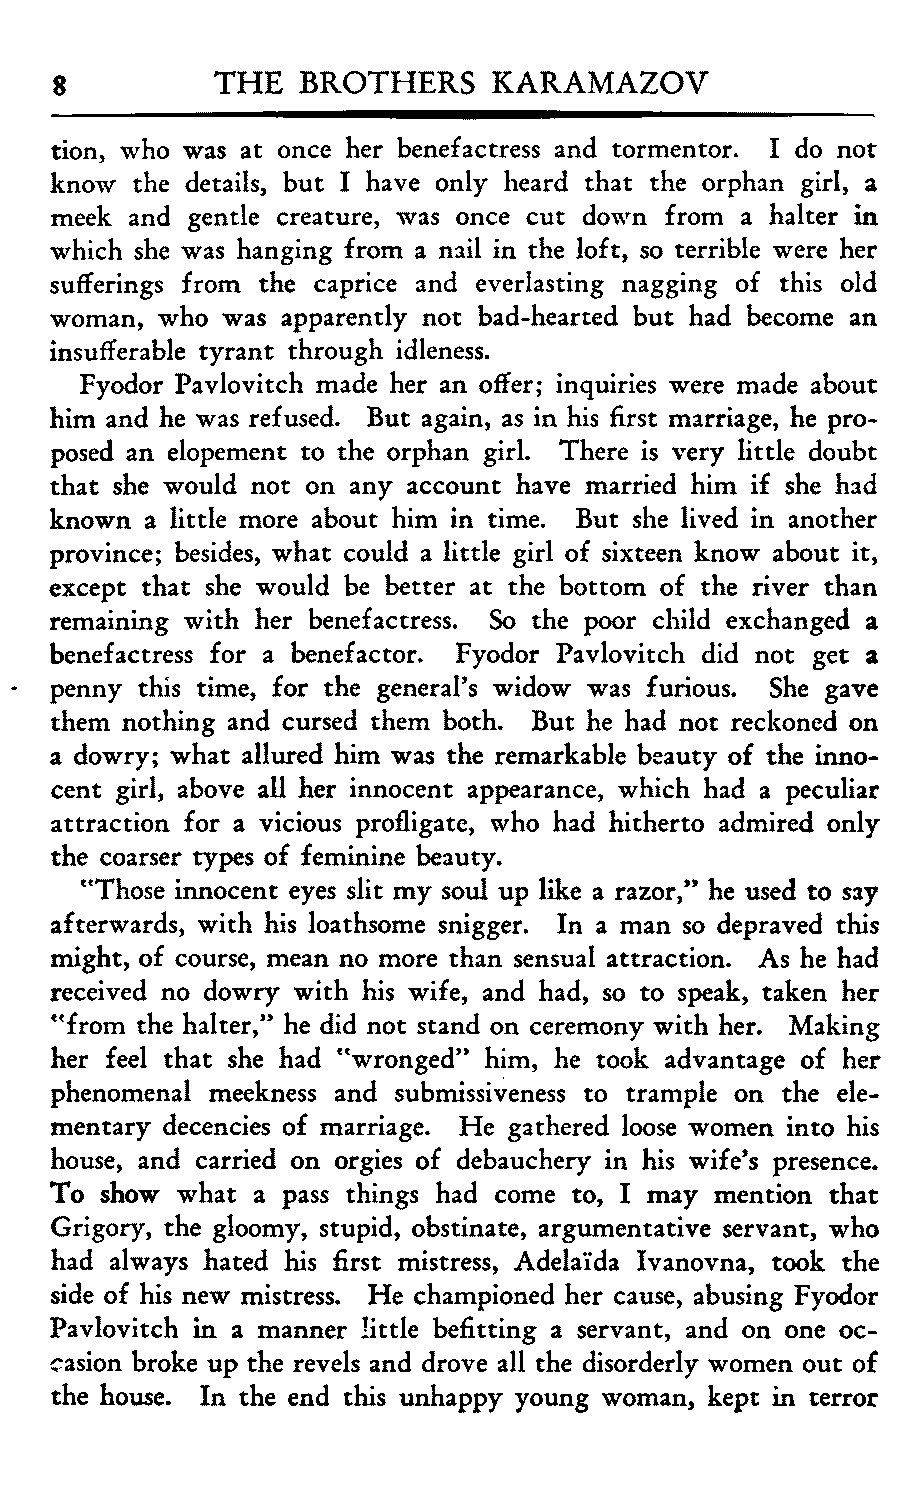 8 THE BROTHERS KARAMAZOV
tion, who was at once her benefactress and tormentor. I do not
know the details, but I have only heard that the orphan girl, a
meek and gentle creature, was once cut down from a halter in
which she was hanging from a nail in the loft, so terrible were her
sufferings from the caprice and everlasting nagging of this old
woman, who was apparently not bad-hearted but had become an
insufferable tyrant through idleness.
Fyodor Pavlovitch made her an offer; inquiries were made about
him and he was refused. But again, as in his first marriage, he pro-
posed an elopement to the orphan girl. There is very little doubt
that she would not on any account have married him if she had
known a little more about him in time. But she lived in another
province; besides, what could a little girl of sixteen know about it,
except that she would be better at the bottom of the river than
remaining with her benefactress. So the poor child exchanged a
benefactress for a benefactor. Fyodor Pavlovitch did not get a
penny this time, for the general's widow was furious. She gave
them nothing and cursed them both. But he had not reckoned on
a dowry; what allured him was the remarkable beauty of the inno-
cent girl, above all her innocent appearance, which had a peculiar
attraction for a vicious profligate, who had hitherto admired only
the coarser types of feminine beauty.
"Those innocent eyes slit my soul up like a razor," he used to say
afterwards, with his loathsome snigger. In a man so depraved this
might, of course, mean no more than sensual attraction. As he had
received no dowry with his wife, and had, so to speak, taken her
"from the halter," he did not stand on ceremony with her. Making
her feel that she had "wronged" him, he took advantage of her
phenomenal meekness and submissiveness to trample on the ele-
mentary decencies of marriage. He gathered loose women into his
house, and carried on orgies of debauchery in his wife's presence.
To show what a pass things had come to, I may mention that
Grigory, the gloomy, stupid, obstinate, argumentative servant, who
had always hated his first mistress, Adelaïda Ivanovna, took the
side of his new mistress. He championed her cause, abusing Fyodor
Pavlovitch in a manner little befitting a servant, and on one oc-
casion broke up the revels and drove all the disorderly women out of
the house. In the end this unhappy young woman, kept in terror